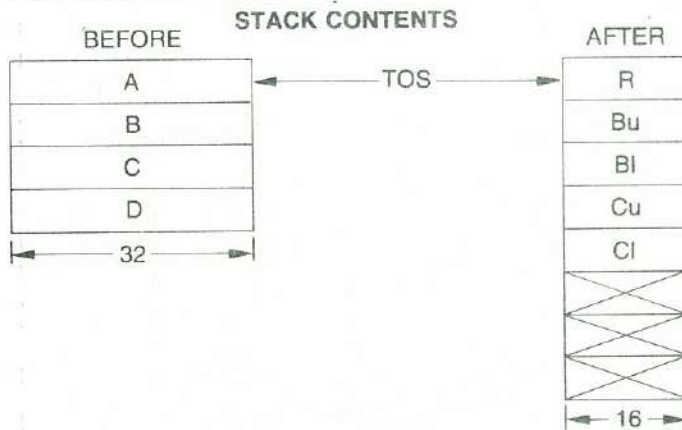 STACK CONTENTS
BEFORE
AFTER
A
TOS
R
B
Bu
C
Bl
D
Cu
32
Cl
16